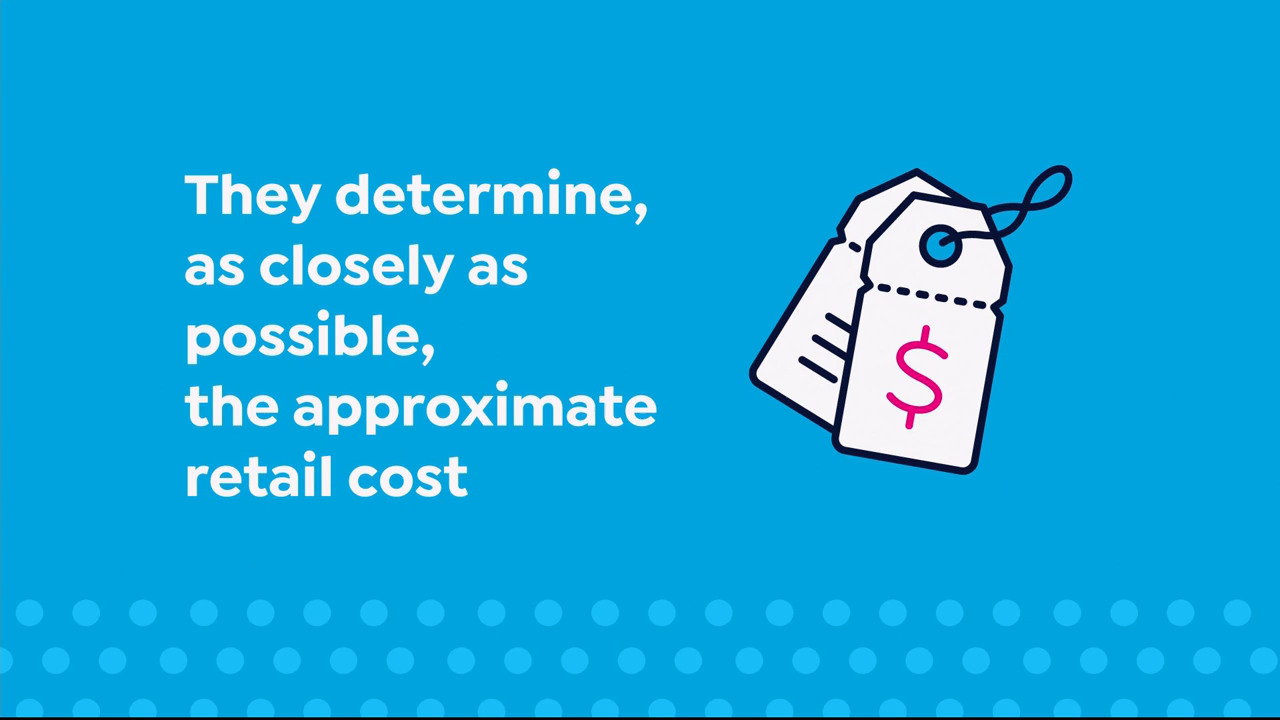 They determine,
as closely as
possible,
the approximate
retail cost
$